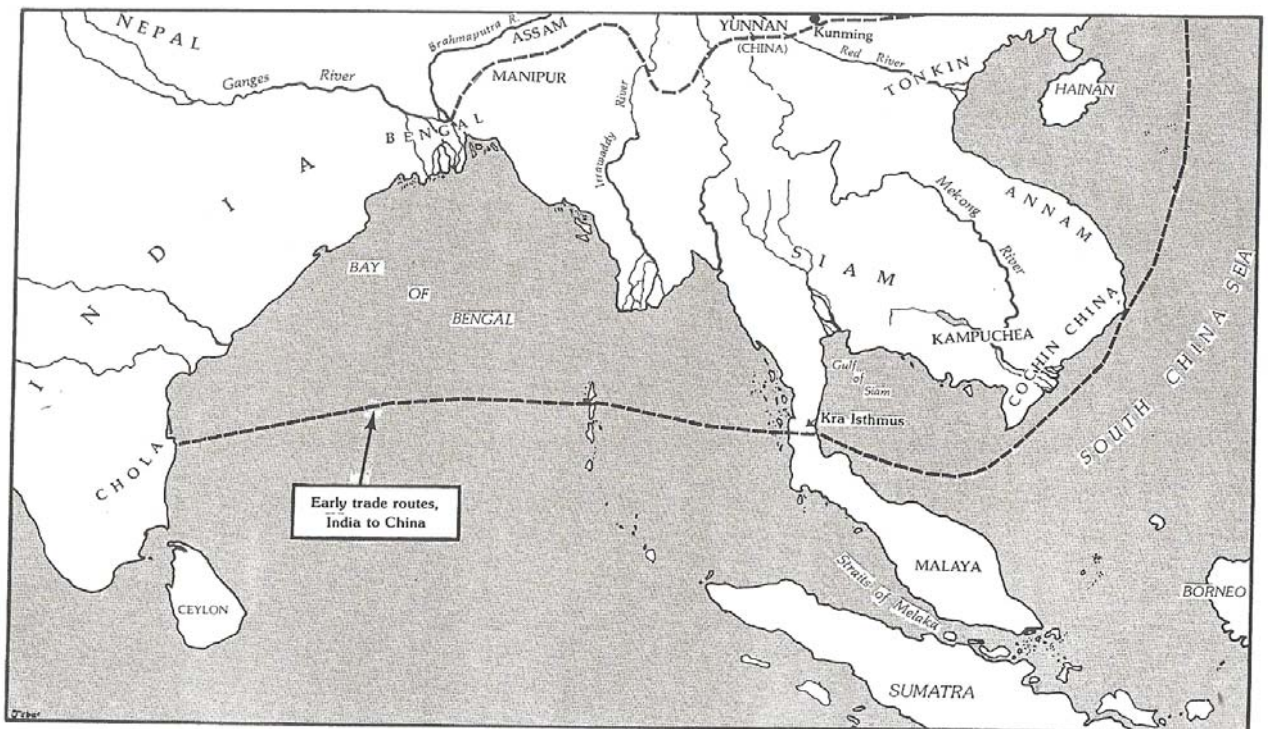 NEPAL
Ganges River
Brahmaputra R.
ASSAM
MANIPUR
BENGAL
YUNNAN
(CHINA)
Kunming
Red River
TONKIN
HAINAN
Irrawaddy River
INDIA
BAY
OF
BENGAL
SIAM
Mekong River
ANNAM
KAMPUCHEA
COCHIN CHINA
Gulf
of
Siam
Kra Isthmus
SOUTH CHINA SEA
CHOLA
Early trade routes,
India to China
CEYLON
MALAYA
Straits of Melaka
BORNEO
SUMATRA